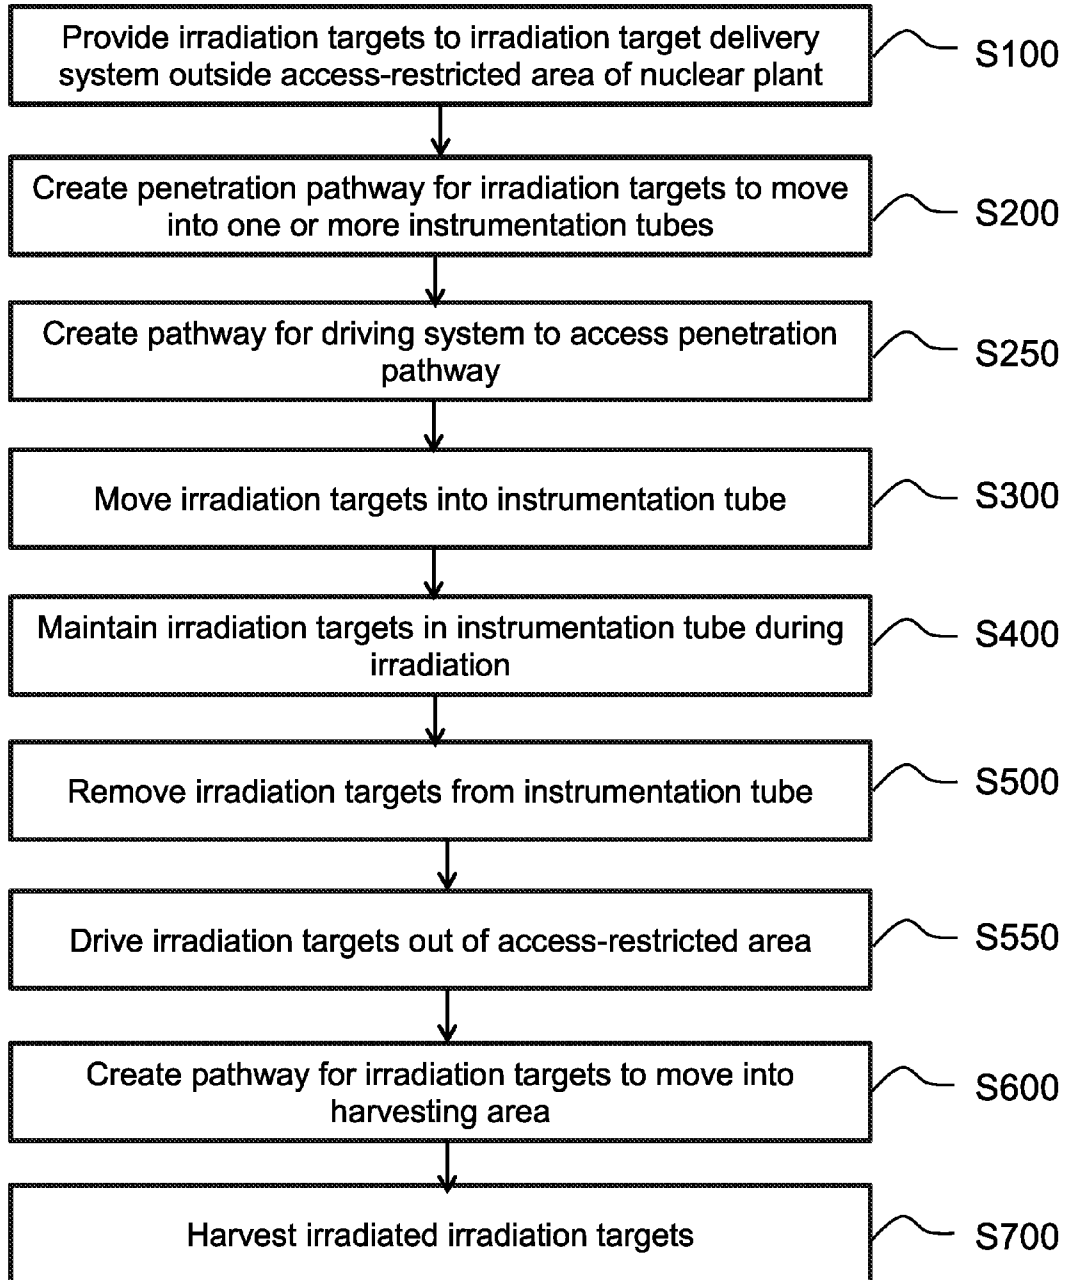 Provide irradiation targets to irradiation target delivery
system outside access-restricted area of nuclear plant
S100
Create penetration pathway for irradiation targets to move
into one or more instrumentation tubes
S200
Create pathway for driving system to access penetration
pathway
S250
Move irradiation targets into instrumentation tube
S300
Maintain irradiation targets in instrumentation tube during
irradiation
S400
Remove irradiation targets from instrumentation tube
S500
Drive irradiation targets out of access-restricted area
S550
Create pathway for irradiation targets to move into
harvesting area
S600
Harvest irradiated irradiation targets
S700